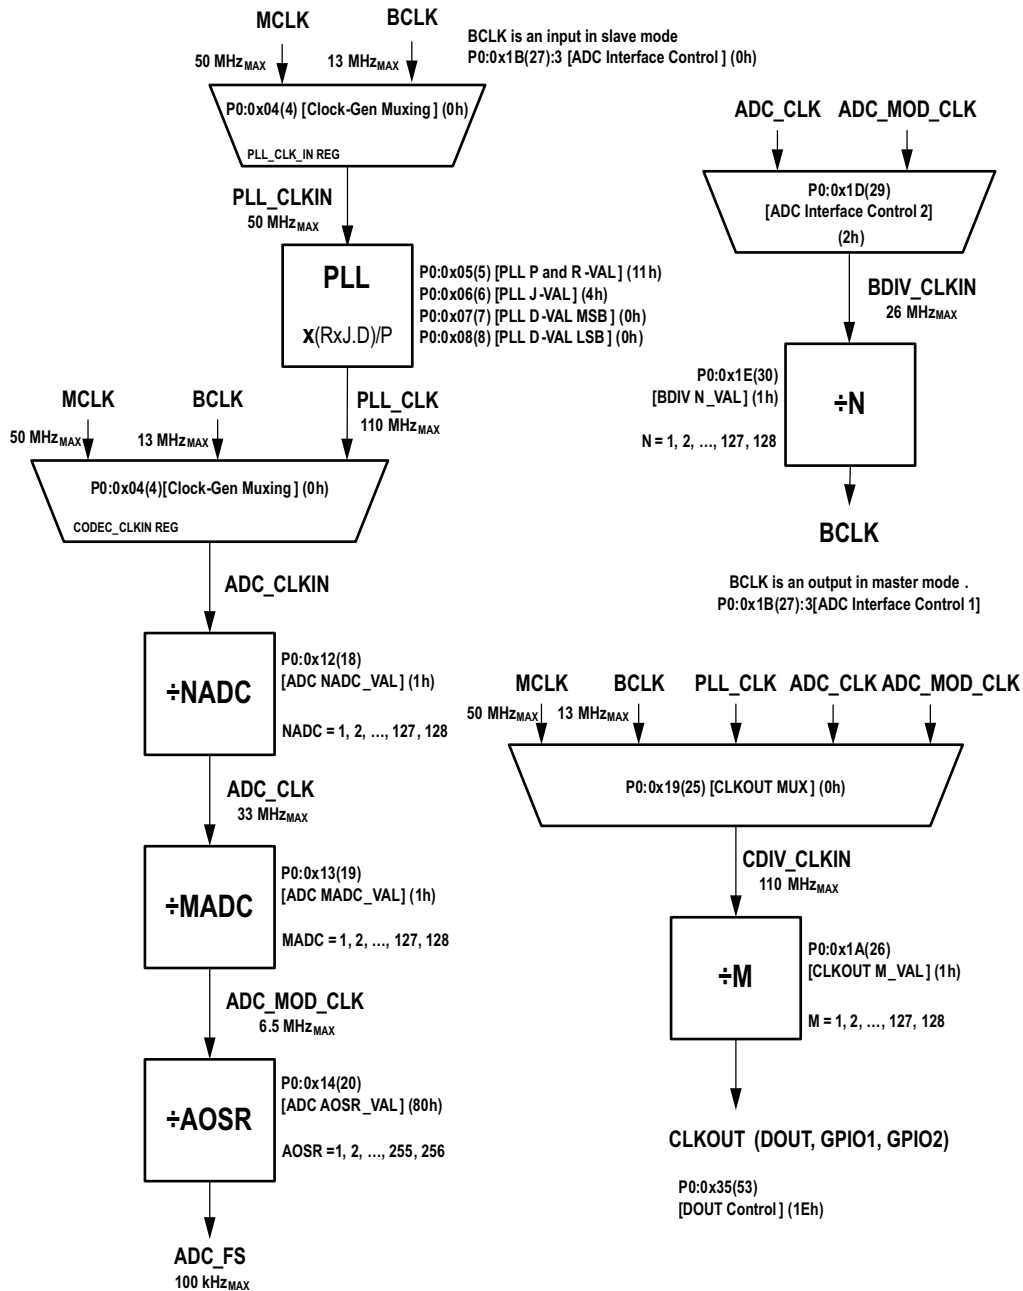 MCLK
BCLK
50 MHzMAX
13 MHzMAX
BCLK is an input in slave mode
P0:0x1B(27):3 [ADC Interface Control] (0h)
P0:0x04(4) [Clock-Gen Muxing] (0h)
PLL_CLK_IN REG
PLL_CLKIN
50 MHzMAX
PLL
x(RxJ.D)/P
P0:0x05(5) [PLL P and R-VAL] (11h)
P0:0x06(6) [PLL J-VAL] (4h)
P0:0x07(7) [PLL D-VAL MSB] (0h)
P0:0x08(8) [PLL D-VAL LSB] (0h)
MCLK
BCLK
PLL_CLK
50 MHzMAX
13 MHzMAX
110 MHzMAX
P0:0x04(4)[Clock-Gen Muxing] (0h)
CODEC_CLKIN REG
ADC_CLKIN
÷NADC
P0:0x12(18)
[ADC NADC_VAL] (1h)
NADC = 1, 2, ..., 127, 128
ADC_CLK
33 MHzMAX
÷MADC
P0:0x13(19)
[ADC MADC_VAL] (1h)
MADC = 1, 2, ..., 127, 128
ADC_MOD_CLK
6.5 MHzMAX
÷AOSR
P0:0x14(20)
[ADC AOSR_VAL] (80h)
AOSR =1, 2, ..., 255, 256
ADC_FS
100 kHzMAX
ADC_CLK
ADC_MOD_CLK
P0:0x1D(29)
[ADC Interface Control 2]
(2h)
BDIV_CLKIN
26 MHzMAX
P0:0x1E(30)
[BDIV N_VAL] (1h)
N = 1, 2, ..., 127, 128
÷N
BCLK
BCLK is an output in master mode .
P0:0x1B(27):3[ADC Interface Control 1]
MCLK
BCLK
PLL_CLK
ADC_CLK
ADC_MOD_CLK
50 MHzMAX
13 MHzMAX
P0:0x19(25) [CLKOUT MUX] (0h)
CDIV_CLKIN
110 MHzMAX
÷M
P0:0x1A(26)
[CLKOUT M_VAL] (1h)
M = 1, 2, ..., 127, 128
CLKOUT (DOUT, GPIO1, GPIO2)
P0:0x35(53)
[DOUT Control] (1Eh)